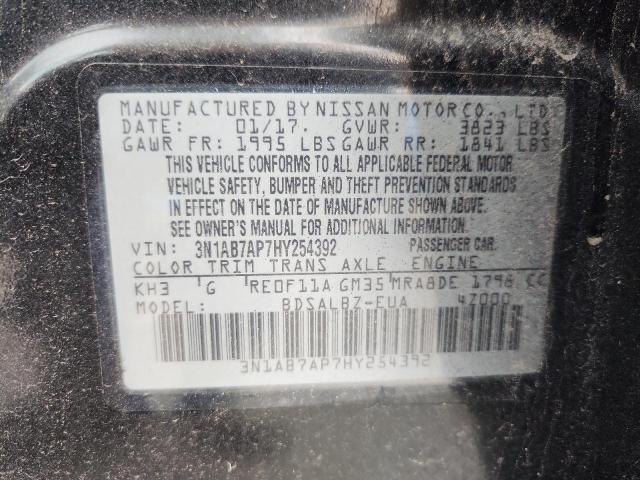 MANUFACTURED BY NISSAN MOTOR CO., LTD
DATE: 01/17. GVWR: 3823 LBS
GAWR FR: 1995 LBS GAWR RR: 1841 LBS
THIS VEHICLE CONFORMS TO ALL APPLICABLE FEDERAL MOTOR
VEHICLE SAFETY, BUMPER AND THEFT PREVENTION STANDARDS
IN EFFECT ON THE DATE OF MANUFACTURE SHOWN ABOVE.
SEE OWNER'S MANUAL FOR ADDITIONAL INFORMATION.
VIN: 3N1AB7AP7HY254392 PASSENGER CAR.
COLOR TRIM TRANS AXLE ENGINE
KH3 G RE0F11A GM35 MRA8DE 1798 CC
MODEL: BDSALBZ-EUA 4Z000
3N1AB7AP7HY254392